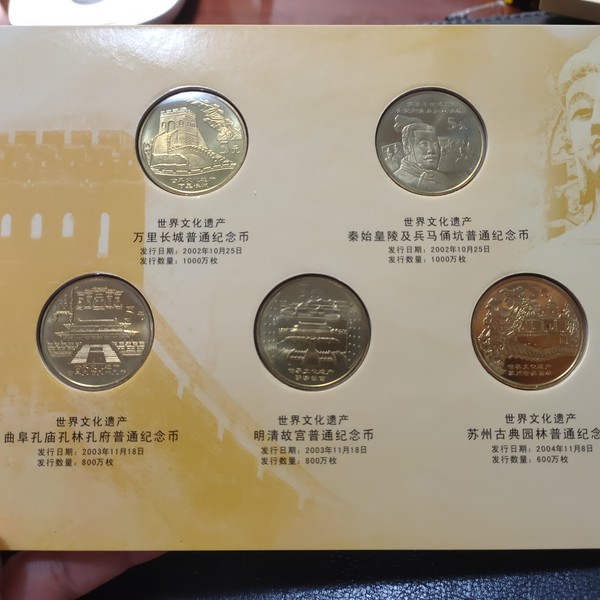 世界文化遗产
万里长城普通纪念币
发行日期：2002年10月25日
发行数量：1000万枚
世界文化遗产
秦始皇陵及兵马俑坑普通纪念币
发行日期：2002年10月25日
发行数量：1000万枚
世界文化遗产
曲阜孔庙孔林孔府普通纪念币
发行日期：2003年11月18日
发行数量：800万枚
世界文化遗产
明清故宫普通纪念币
发行日期：2003年11月18日
发行数量：800万枚
世界文化遗产
苏州古典园林普通纪念
发行日期：2004年11月8日
发行数量：600万枚